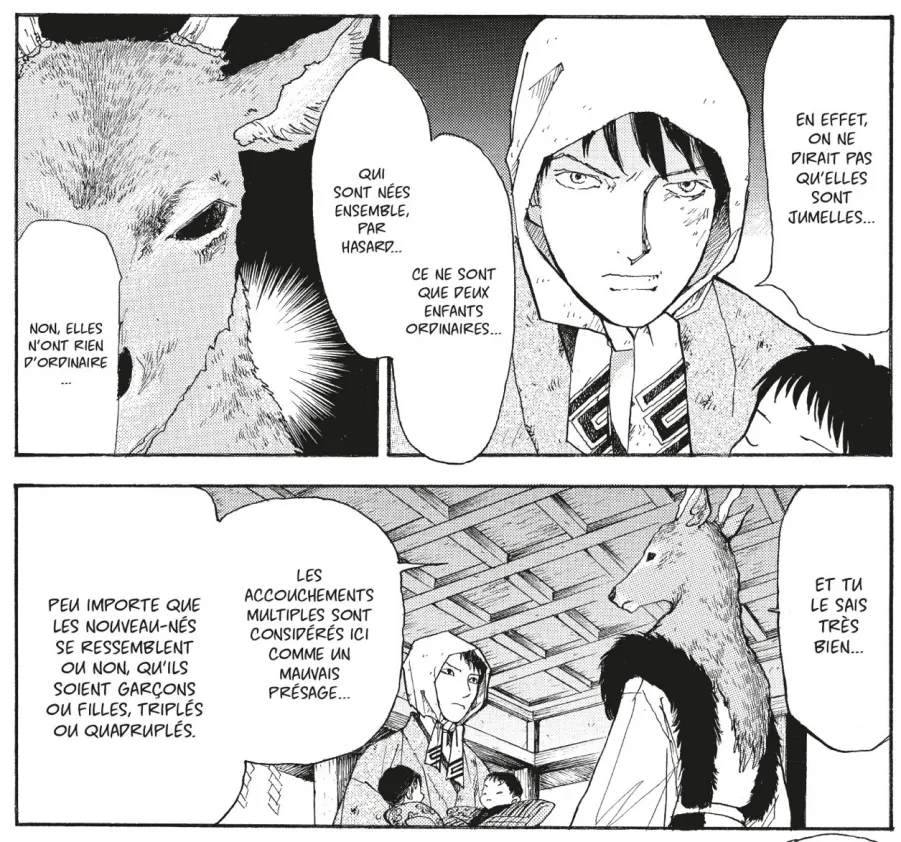 EN EFFET,
ON NE
DIRAIT PAS
QU'ELLES
SONT
JUMELLES...
QUI
SONT NÉES
ENSEMBLE,
PAR
HASARD...
CE NE SONT
QUE DEUX
ENFANTS
ORDINAIRES...
NON, ELLES
N'ONT RIEN
D'ORDINAIRE
...
ET TU
LE SAIS
TRÈS
BIEN...
LES
ACCOUCHEMENTS
MULTIPLES SONT
CONSIDÉRÉS ICI
COMME UN
MAUVAIS
PRÉSAGE...
PEU IMPORTE QUE
LES NOUVEAU-NÉS
SE RESSEMBLENT
OU NON, QU'ILS
SOIENT GARÇONS
OU FILLES, TRIPLÉS
OU QUADRUPLÉS.